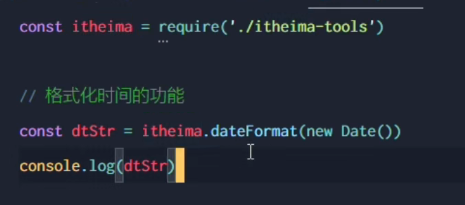 const itheima = require('./itheima-tools')
// 格式化时间的功能
const dtStr = itheima.dateFormat(new Date())
console.log(dtStr)